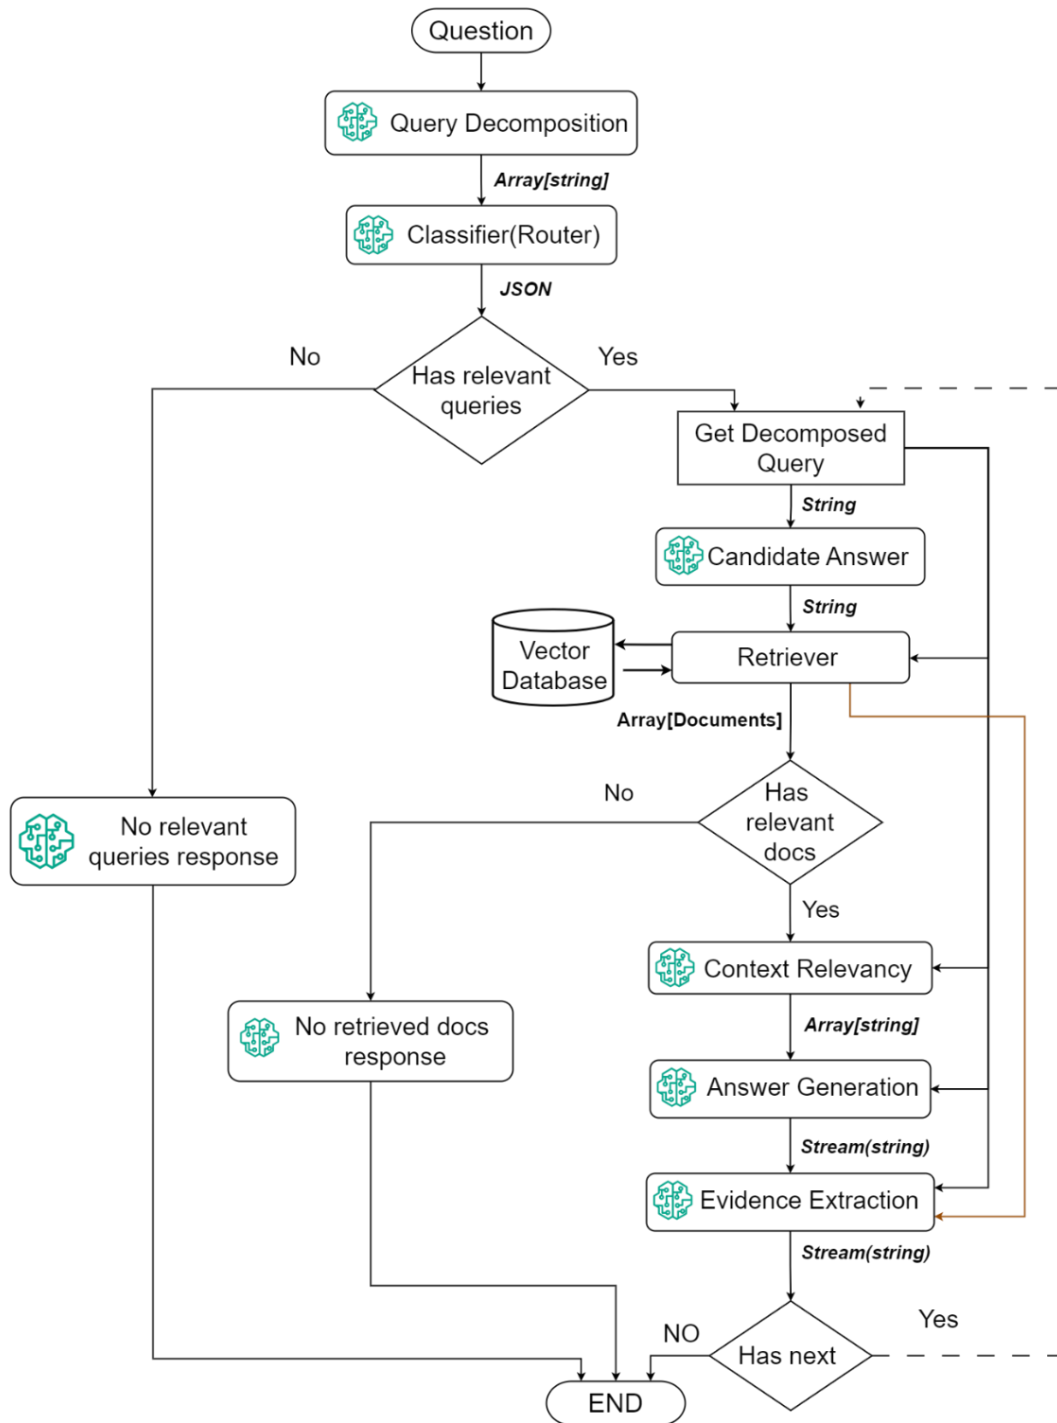 Question
Query Decomposition
Array[string]
Classifier(Router)
JSON
No
Yes
Has relevant
queries
Get Decomposed
Query
String
Candidate Answer
String
Vector
Database
Retriever
Array[Documents]
No
Has
relevant
docs
No relevant
queries response
Yes
Context Relevancy
Array[string]
No retrieved docs
response
Answer Generation
Stream(string)
Evidence Extraction
Stream(string)
NO
Yes
Has next
END